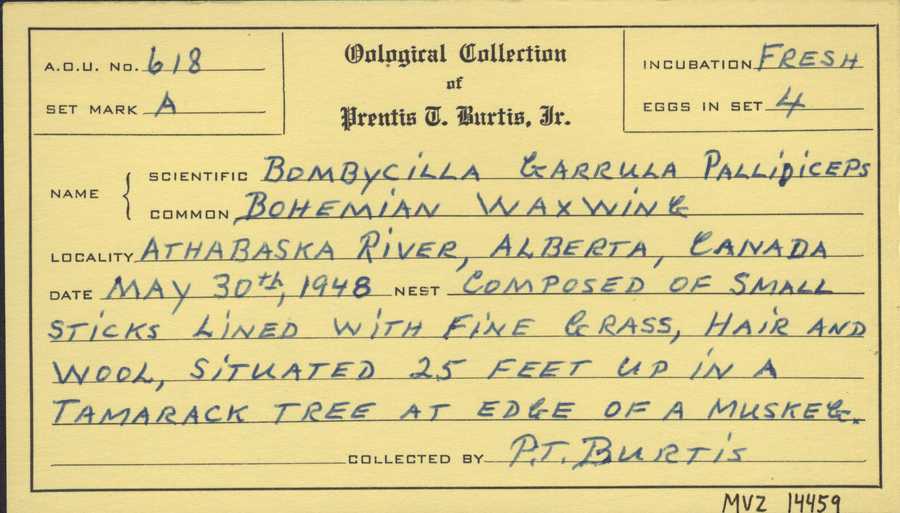 A.O.U. No. 618
SET MARK A
Oological Collection
of
Prentis T. Burtis, Jr.
INCUBATION FRESH
EGGS IN SET 4
NAME
SCIENTIFIC BOMBYCILLA GARRULA PALLIDICEPS
COMMON BOHEMIAN WAXWING
LOCALITY ATHABASKA RIVER, ALBERTA, CANADA
DATE MAY 30th, 1948 NEST COMPOSED OF SMALL
STICKS LINED WITH FINE GRASS, HAIR AND
WOOL, SITUATED 25 FEET UP IN A
TAMARACK TREE AT EDGE OF A MUSKEG.
COLLECTED BY P.T. BURTIS
MVZ 14459